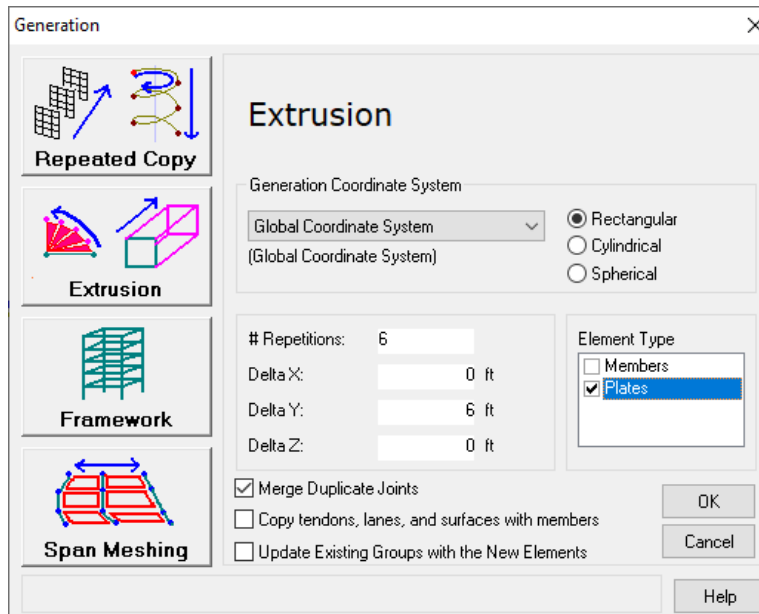 Generation
Repeated Copy
Extrusion
Framework
Span Meshing
Extrusion
Generation Coordinate System
Global Coordinate System
(Global Coordinate System)
Rectangular
Cylindrical
Spherical
# Repetitions: 6
Delta X: 0 ft
Delta Y: 6 ft
Delta Z: 0 ft
Element Type
Members
Plates
Merge Duplicate Joints
Copy tendons, lanes, and surfaces with members
Update Existing Groups with the New Elements
OK
Cancel
Help